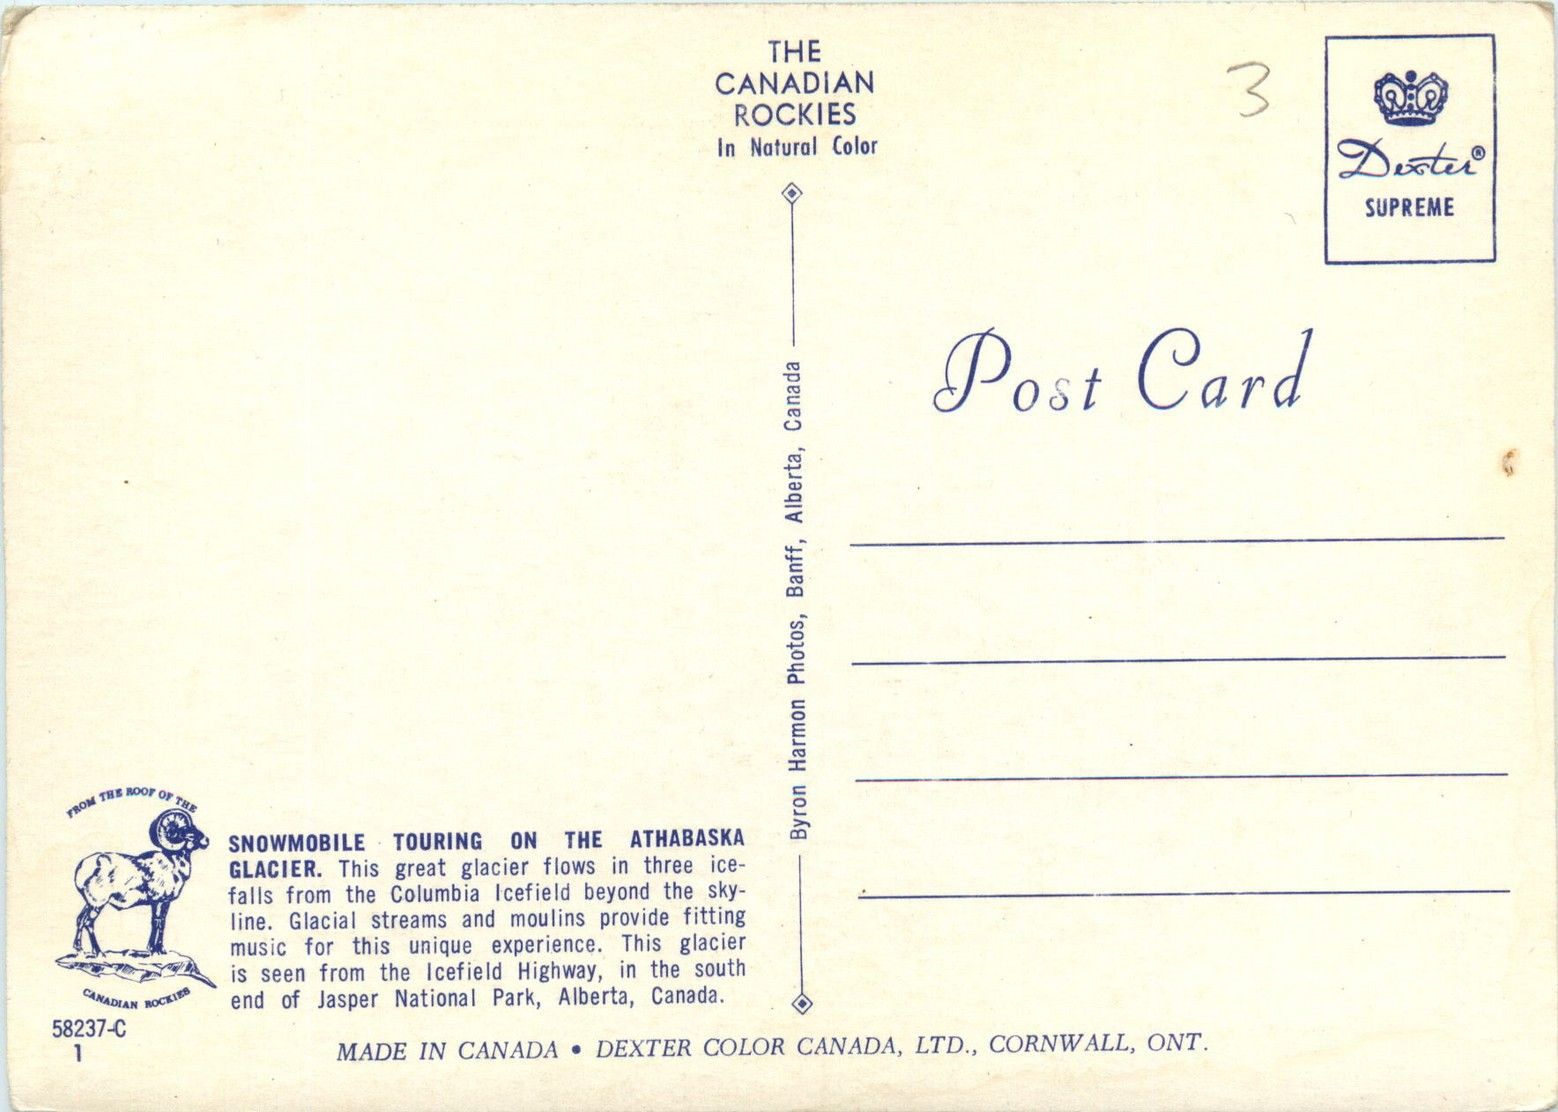 THE
CANADIAN
ROCKIES
In Natural Color
3
Dexter®
SUPREME
Post Card
Byron Harmon Photos, Banff, Alberta, Canada
FROM THE ROOF OF THE
CANADIAN ROCKIES
SNOWMOBILE TOURING ON THE ATHABASKA
GLACIER. This great glacier flows in three ice-
falls from the Columbia Icefield beyond the sky-
line. Glacial streams and moulins provide fitting
music for this unique experience. This glacier
is seen from the Icefield Highway, in the south
end of Jasper National Park, Alberta, Canada.
58237-C
1
MADE IN CANADA • DEXTER COLOR CANADA, LTD., CORNWALL, ONT.